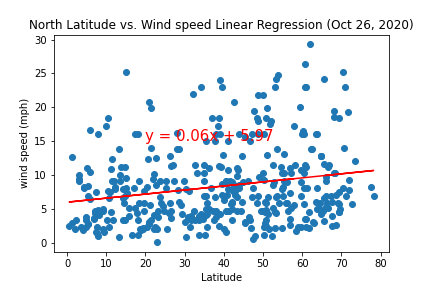 North Latitude vs. Wind speed Linear Regression (Oct 26, 2020)
30
25
20
15
10
5
0
wind speed (mph)
y = 0.06x + 5.97
0 10 20 30 40 50 60 70 80
Latitude